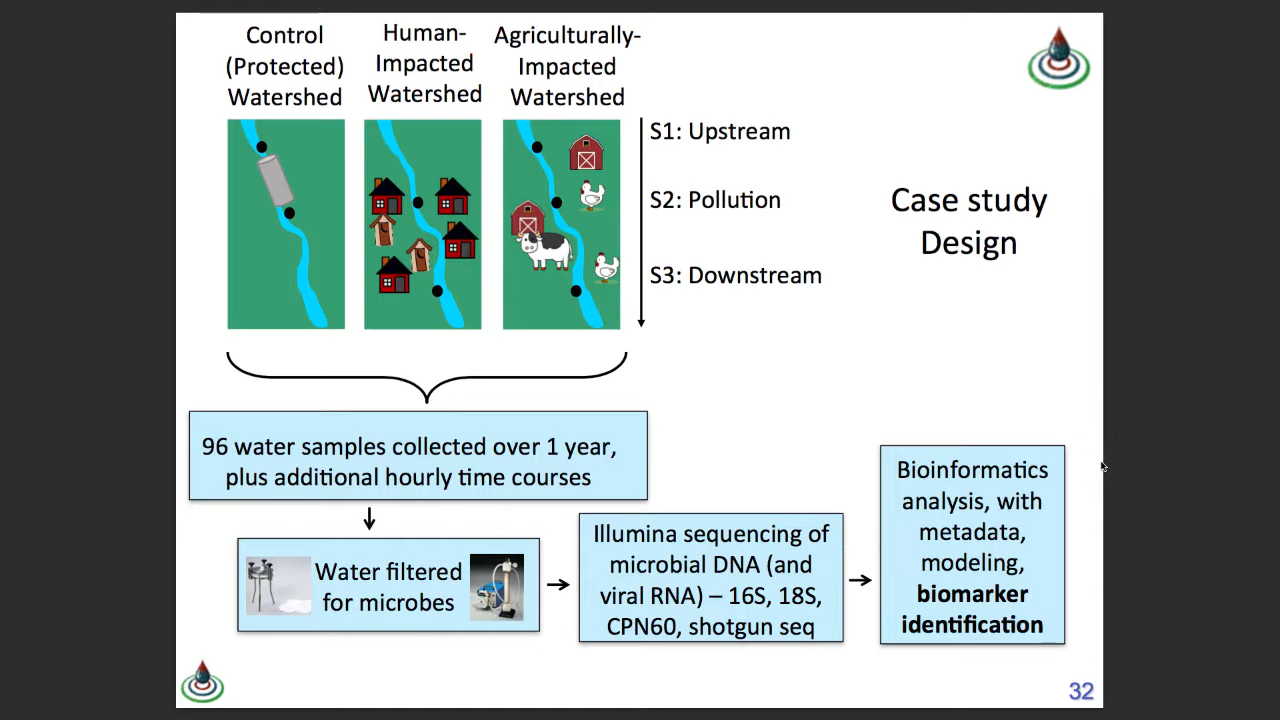 Control
(Protected)
Watershed
Human-
Impacted
Watershed
Agriculturally-
Impacted
Watershed
S1: Upstream
S2: Pollution
S3: Downstream
Case study
Design
96 water samples collected over 1 year,
plus additional hourly time courses
Water filtered
for microbes
Illumina sequencing of
microbial DNA (and
viral RNA) – 16S, 18S,
CPN60, shotgun seq
Bioinformatics
analysis, with
metadata,
modeling,
biomarker
identification
32